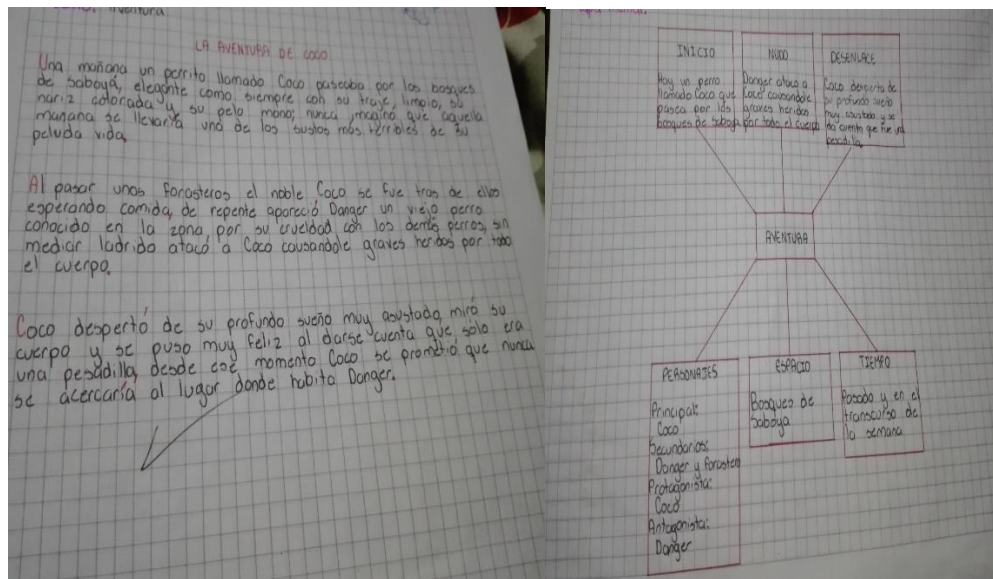 Aventura
LA AVENTURA DE COCO
Una mañana un perrito llamado Coco paseaba por los bosques
de Saboya, elegante como siempre con su traje, limpio, su
nariz colorada y su pelo mono; nunca imagino que aquella
mañana se llevaría uno de los sustos más terribles de su
peluda vida.
Al pasar unos forasteros el noble Coco se fue tras de ellos
esperando comida, de repente apareció Danger un viejo perro
conocido en la zona, por su crueldad con los demás perros, sin
mediar ladrido atacó a Coco causandole graves heridas por todo
el cuerpo.
Coco despertó de su profundo sueño muy asustado, miró su
cuerpo y se puso muy feliz al darse cuenta que sólo era
una pesadilla, desde ese momento Coco se prometió que nunca
se acercaría al lugar donde habita Danger.
INICIO
Hay un perro
llamado Coco que
pasea por los
bosques de Saboya
NUDO
Danger ataco a
Coco causandole
graves heridas
por todo el cuerpo
DESENLACE
Coco despierta de
su profundo sueño
muy asustado y se
da cuenta que fue una
pesadilla.
AVENTURA
PERSONAJES
Principal:
Coco
Secundarios:
Danger y forasteros
Protagonista:
Coco
Antagonista:
Danger
ESPACIO
Bosques de
Saboya
TIEMPO
Pasado y en el
transcurso de
la semana